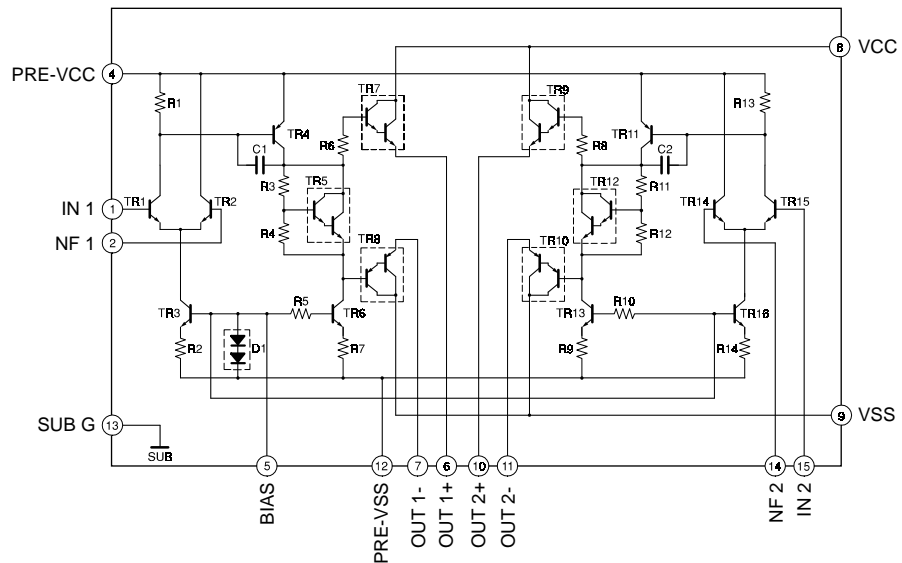 8 VCC
PRE-VCC 4
TR7
TR9
R1
R13
TR4
TR11
R6
R8
C1
C2
R3
TR5
TR12
R11
IN 1 1
TR1
TR2
TR14
TR15
NF 1 2
R4
R12
TR8
TR10
TR3
R5
TR6
TR13
R10
TR16
R2
D1
R7
R9
R14
SUB G 13
9 VSS
SUB
5
12
7
6
10
11
14
15
BIAS
PRE-VSS
OUT 1-
OUT 1+
OUT 2+
OUT 2-
NF 2
IN 2